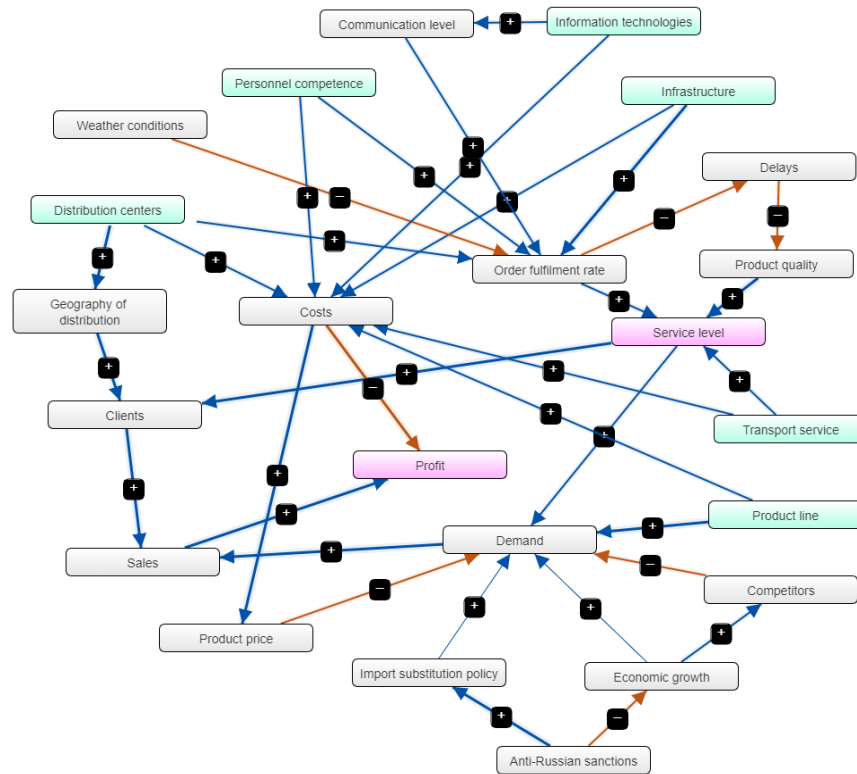 Communication level
+
Information technologies
Personnel competence
Infrastructure
Weather conditions
+
+
Delays
+
+
+
−
+
+
−
−
Distribution centers
+
+
+
Order fulfilment rate
Product quality
Geography of
distribution
Costs
+
+
Service level
+
+
+
+
−
Clients
+
Transport service
+
Profit
+
+
+
Product line
+
+
+
Demand
Sales
−
Competitors
−
+
+
+
Product price
Import substitution policy
Economic growth
+
−
Anti-Russian sanctions